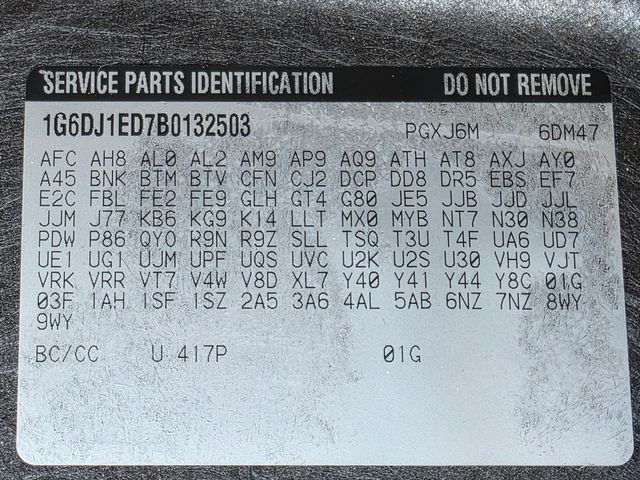 SERVICE PARTS IDENTIFICATION DO NOT REMOVE
1G6DJ1ED7B0132503 PGXJ6M 6DM47
AFC AH8 AL0 AL2 AM9 AP9 AQ9 ATH AT8 AXJ AY0
A45 BNK BTM BTV CFN CJ2 DCP DD8 DR5 EBS EF7
E2C FBL FE2 FE9 GLH GT4 G80 JE5 JJB JJD JJL
JJM J77 KB6 KG9 K14 LLT MX0 MYB NT7 N30 N38
PDW P86 QYO R9N R9Z SLL TSQ T3U T4F UA6 UD7
UE1 UG1 UJM UPF UQS UVC U2K U2S U30 VH9 VJT
VRK VRR VT7 V4W V8D XL7 Y40 Y41 Y44 Y8C 01G
03F 1AH 1SF 1SZ 2A5 3A6 4AL 5AB 6NZ 7NZ 8WY
9WY
BC/CC U 417P 01G